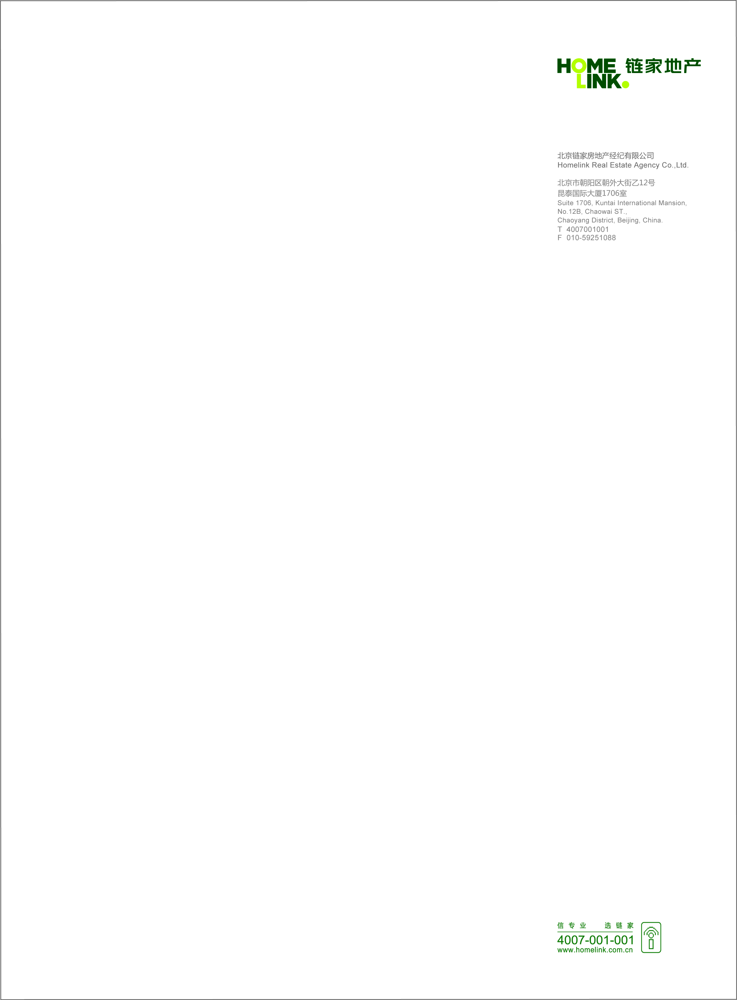 HOME 链家地产
LINK.
北京链家房地产经纪有限公司
Homelink Real Estate Agency Co.,Ltd.
北京市朝阳区朝外大街乙12号
昆泰国际大厦1706室
Suite 1706, Kuntai International Mansion,
No.12B, Chaowai ST.,
Chaoyang District, Beijing, China.
T 4007001001
F 010-59251088
信专业 选链家
4007-001-001
www.homelink.com.cn